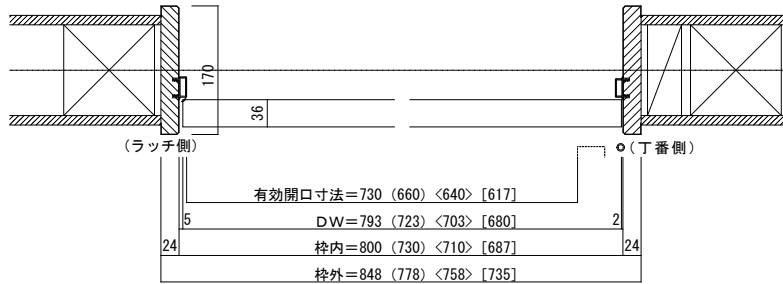 170
36
(ラッチ側)
(丁番側)
有効開口寸法=730 (660) <640> [617]
5
DW=793 (723) <703> [680]
2
24
枠内=800 (730) <710> [687]
24
枠外=848 (778) <758> [735]